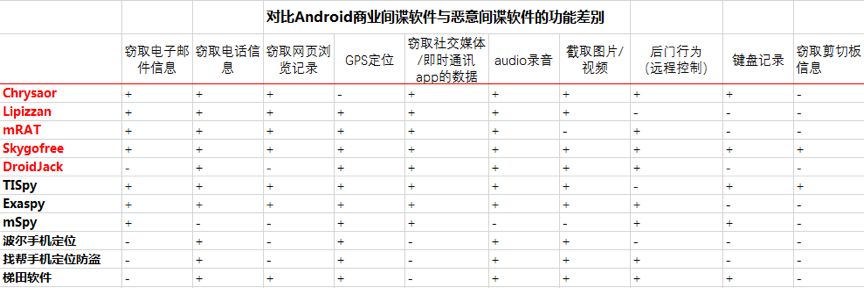 对比Android商业间谍软件与恶意间谍软件的功能差别
窃取电子邮件信息 窃取电话信息 窃取网页浏览记录 GPS定位 窃取社交媒体/即时通讯app的数据 audio录音 截取图片/视频 后门行为(远程控制) 键盘记录 窃取剪切板信息
Chrysaor + + + - + + + + + -
Lipizzan + + + + + + + - - -
mRAT + + + + + + - + - -
Skygofree + + + + + + + + + +
DroidJack - + - + + + + + - -
TISpy + + + + + + + - + +
Exaspy + + + + + + + + - -
mSpy + - - + + - - + + -
波尔手机定位 - + - + - + + - - -
找帮手机定位防盗 - + - + - + + + - -
梯田软件 - + + + - + + + + -